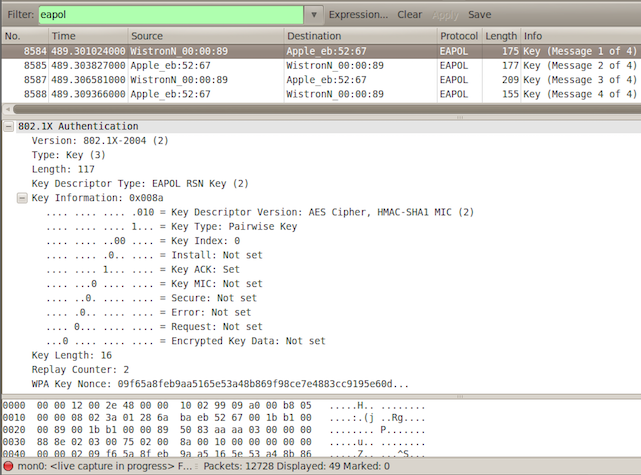 Filter: eapol Expression... Clear Apply Save
No. Time Source Destination Protocol Length Info
8584 489.301024000 WistronN_00:00:89 Apple_eb:52:67 EAPOL 175 Key (Message 1 of 4)
8585 489.303827000 Apple_eb:52:67 WistronN_00:00:89 EAPOL 177 Key (Message 2 of 4)
8587 489.306581000 WistronN_00:00:89 Apple_eb:52:67 EAPOL 209 Key (Message 3 of 4)
8588 489.309366000 Apple_eb:52:67 WistronN_00:00:89 EAPOL 155 Key (Message 4 of 4)
802.1X Authentication
Version: 802.1X-2004 (2)
Type: Key (3)
Length: 117
Key Descriptor Type: EAPOL RSN Key (2)
Key Information: 0x008a
.... .... .... .010 = Key Descriptor Version: AES Cipher, HMAC-SHA1 MIC (2)
.... .... .... 1... = Key Type: Pairwise Key
.... .... ..00 .... = Key Index: 0
.... .... .0.. .... = Install: Not set
.... .... 1... .... = Key ACK: Set
.... ...0 .... .... = Key MIC: Not set
.... ..0. .... .... = Secure: Not set
.... .0.. .... .... = Error: Not set
.... 0... .... .... = Request: Not set
...0 .... .... .... = Encrypted Key Data: Not set
Key Length: 16
Replay Counter: 2
WPA Key Nonce: 09f65a8feb9aa5165e53a48b869f98ce7e4883cc9195e60d...
0000 00 00 12 00 2e 48 00 00 10 02 99 09 a0 00 b8 05 .....H.. ........
0010 00 00 08 02 3a 01 28 6a ba eb 52 67 00 1b b1 00 ....:.(j ..Rg....
0020 00 89 00 1b b1 00 00 89 50 83 aa aa 03 00 00 00 ........ P.......
0030 88 8e 02 03 00 75 02 00 8a 00 10 00 00 00 00 00 .....u.. ........
0040 00 00 02 09 f6 5a 8f eb 9a a5 16 5e 53 a4 8b 86 .....Z.. ...^S...
mon0: <live capture in progress> F... Packets: 12728 Displayed: 49 Marked: 0